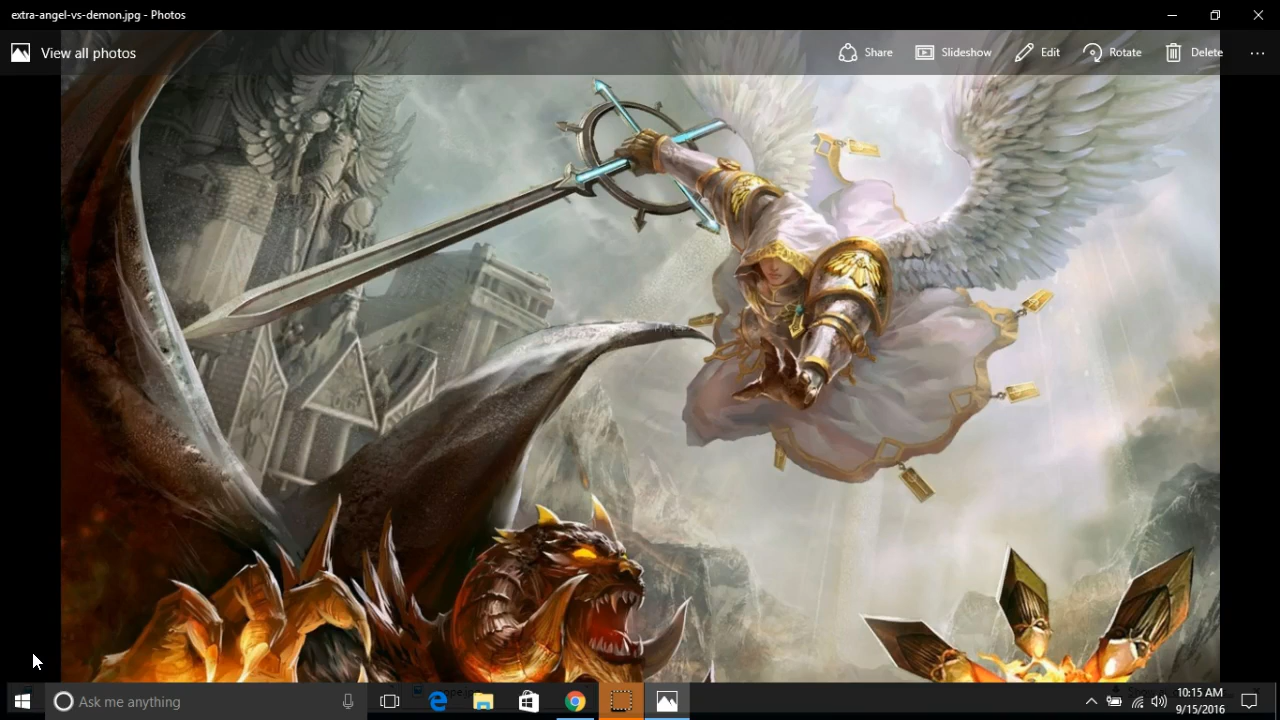 extra-angel-vs-demon.jpg - Photos
View all photos
Share
Slideshow
Edit
Rotate
Delete
Ask me anything
10:15 AM
9/15/2016